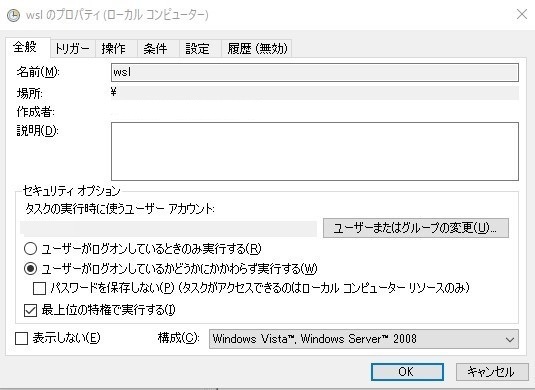 wsl のプロパティ (ローカル コンピューター)
全般 トリガー 操作 条件 設定 履歴 (無効)
名前(M): wsl
場所: ¥
作成者:
説明(D):
セキュリティ オプション
タスクの実行時に使うユーザー アカウント:
ユーザーまたはグループの変更(U)...
ユーザーがログオンしているときのみ実行する(R)
ユーザーがログオンしているかどうかにかかわらず実行する(W)
パスワードを保存しない(P) (タスクがアクセスできるのはローカル コンピューター リソースのみ)
最上位の特権で実行する(I)
表示しない(E) 構成(C): Windows Vista™, Windows Server™ 2008
OK キャンセル